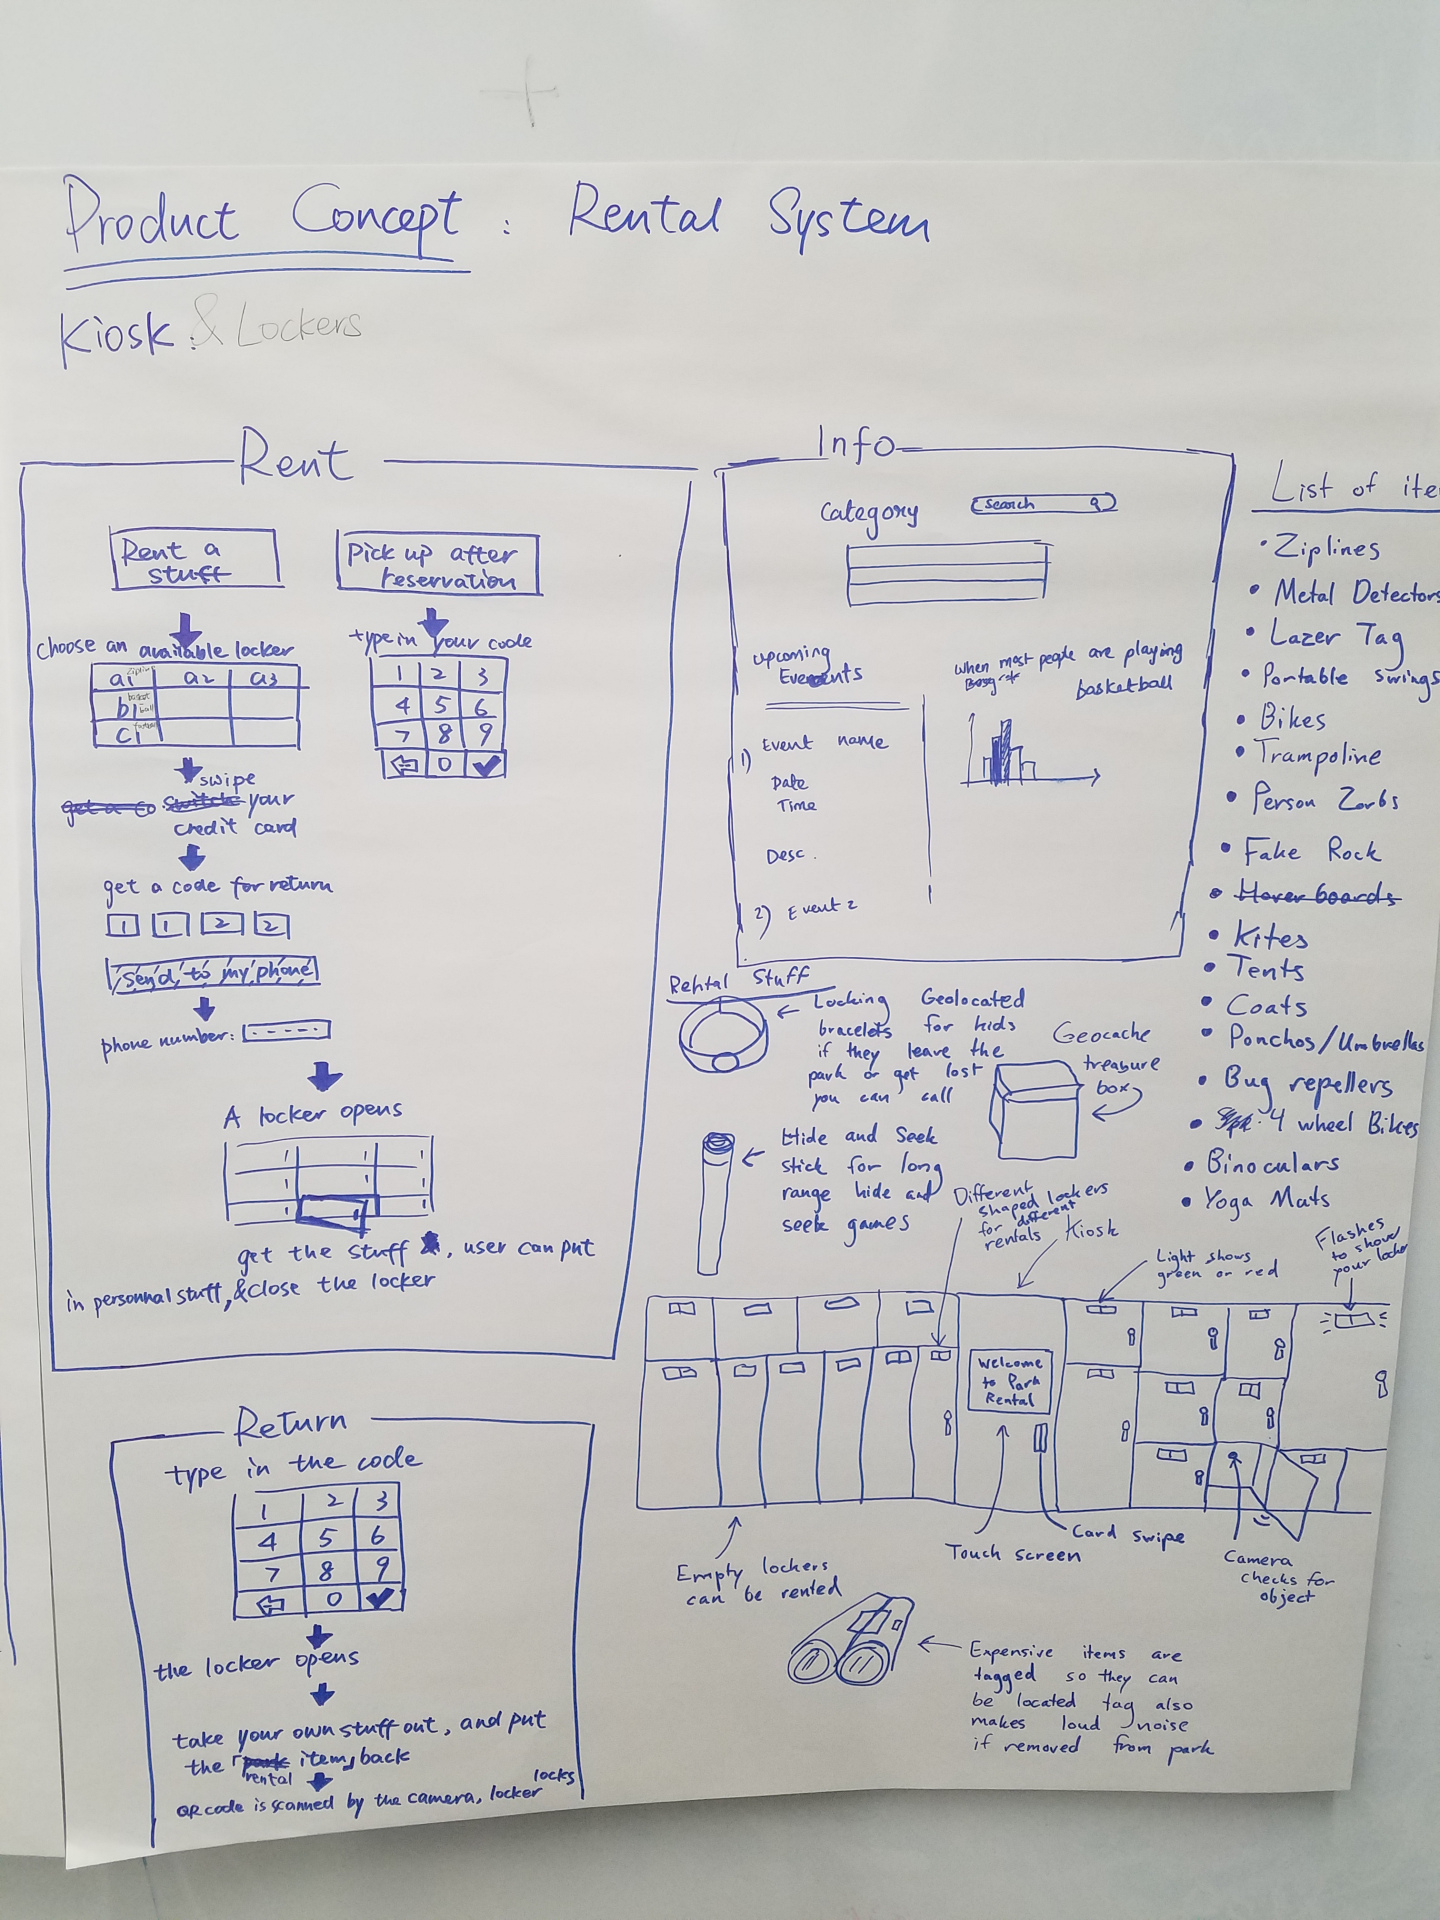 Product Concept : Rental System
Kiosk & Lockers
Rent
Rent a
stuff
choose an available locker
a1 zipline a2 a3
b1 basket
ball
c1
swipe
your
credit card
get a code for return
1 1 2 2
send to my phone
phone number: - - - -
A locker opens
get the stuff, user can put
in personnal stuff, & close the locker
Pick up after
reservation
type in your code
1 2 3
4 5 6
7 8 9
0
Info
Category
search
upcoming
Events
1) Event name
Date
Time
Desc.
2) Event 2
when most people are playing
basketball
List of ite
• Ziplines
• Metal Detectors
• Lazer Tag
• Portable swings
• Bikes
• Trampoline
• Person Zorbs
• Fake Rock
• Hover boards
• Kites
• Tents
• Coats
• Ponchos/Umbrellas
• Bug repellers
• 4 wheel Bikes
• Binoculars
• Yoga Mats
Rental Stuff
Locking Geolocated
bracelets for kids
if they leave the
park or get lost
you can call
Geocache
treasure
box
Hide and Seek
stick for long
range hide and
seek games
Different
shaped lockers
for different
rentals
Kiosk
Light shows
green or red
Flashes
to show
your locker
Welcome
to Park
Rental
Empty lockers
can be rented
Touch screen
Card swipe
Camera
checks for
object
Expensive items are
tagged so they can
be located tag also
makes loud noise
if removed from park
Return
type in the code
1 2 3
4 5 6
7 8 9
0
the locker opens
take your own stuff out, and put
the park item back
rental
QR code is scanned by the camera, locker locks